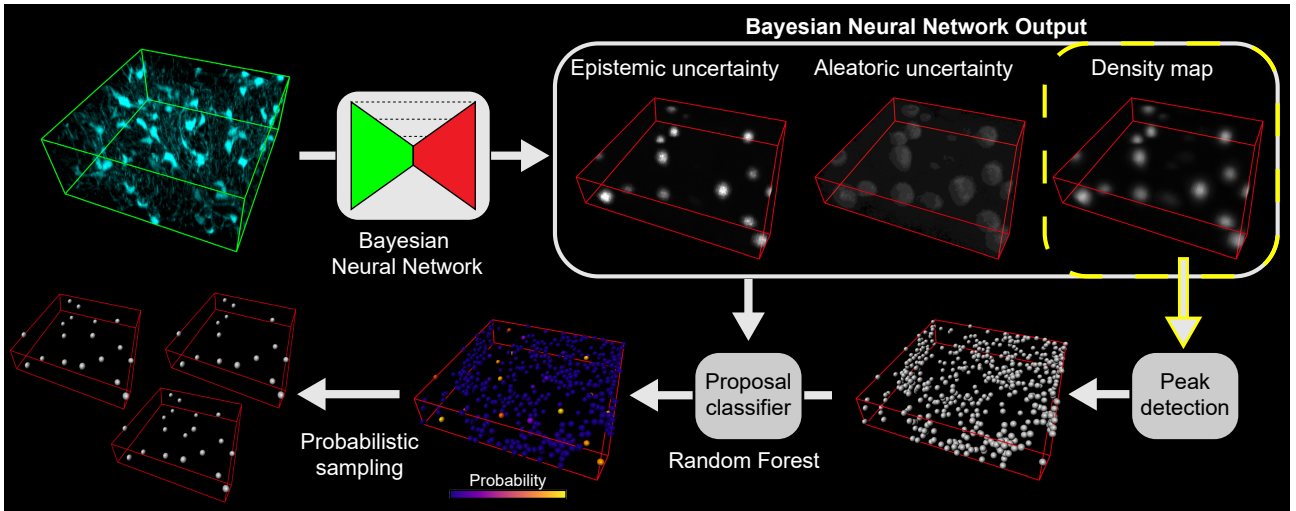 Bayesian Neural Network Output
Epistemic uncertainty
Aleatoric uncertainty
Density map
Bayesian
Neural Network
Proposal
classifier
Peak
detection
Probabilistic
sampling
Random Forest
Probability